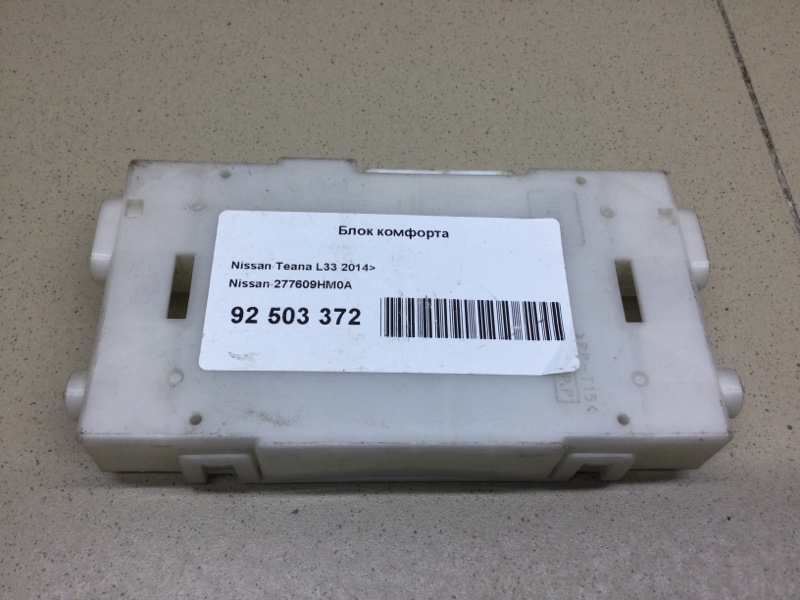 Блок комфорта
Nissan Teana L33 2014>
Nissan 277609HM0A
92 503 372